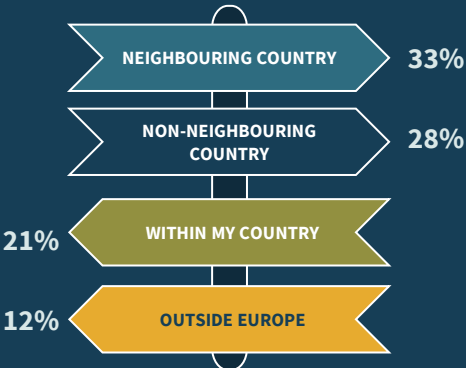 NEIGHBOURING COUNTRY
33%
NON-NEIGHBOURING
COUNTRY
28%
21%
WITHIN MY COUNTRY
12%
OUTSIDE EUROPE